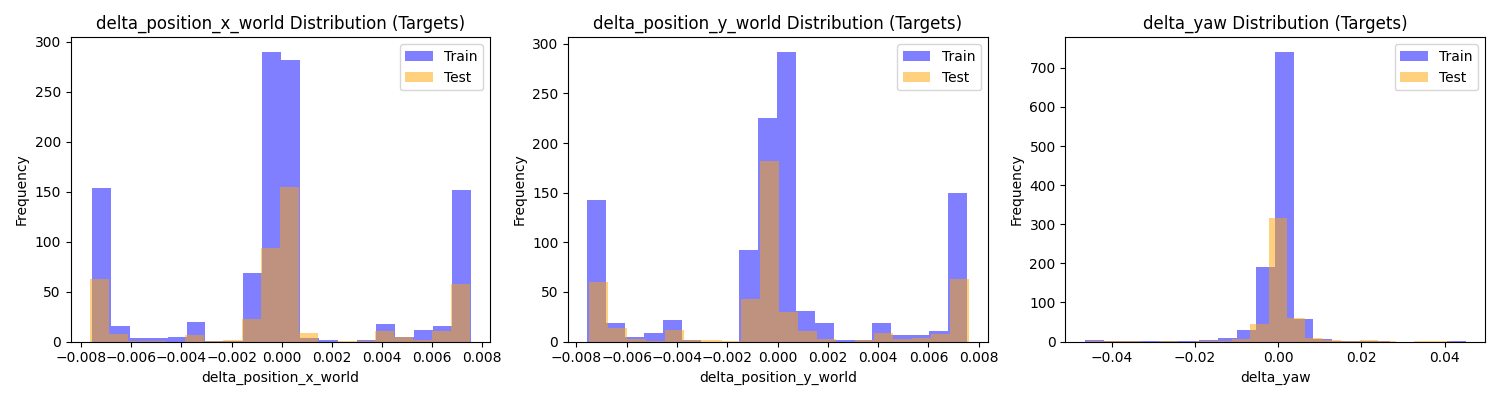 delta_position_x_world Distribution (Targets)
Frequency
300
250
200
150
100
50
0
Train
Test
−0.008 −0.006 −0.004 −0.002 0.000 0.002 0.004 0.006 0.008
delta_position_x_world
delta_position_y_world Distribution (Targets)
Frequency
300
250
200
150
100
50
0
Train
Test
−0.008 −0.006 −0.004 −0.002 0.000 0.002 0.004 0.006 0.008
delta_position_y_world
delta_yaw Distribution (Targets)
Frequency
700
600
500
400
300
200
100
0
Train
Test
−0.04 −0.02 0.00 0.02 0.04
delta_yaw